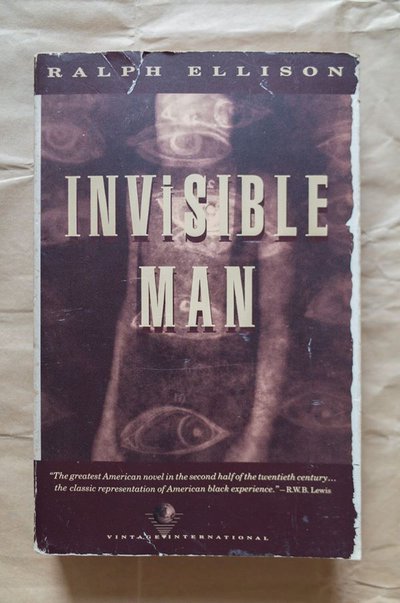 RALPH ELLISON
INViSIBLE
MAN
"The greatest American novel in the second half of the twentieth century...
the classic representation of American black experience."—R.W.B. Lewis
VINTAGE INTERNATIONAL